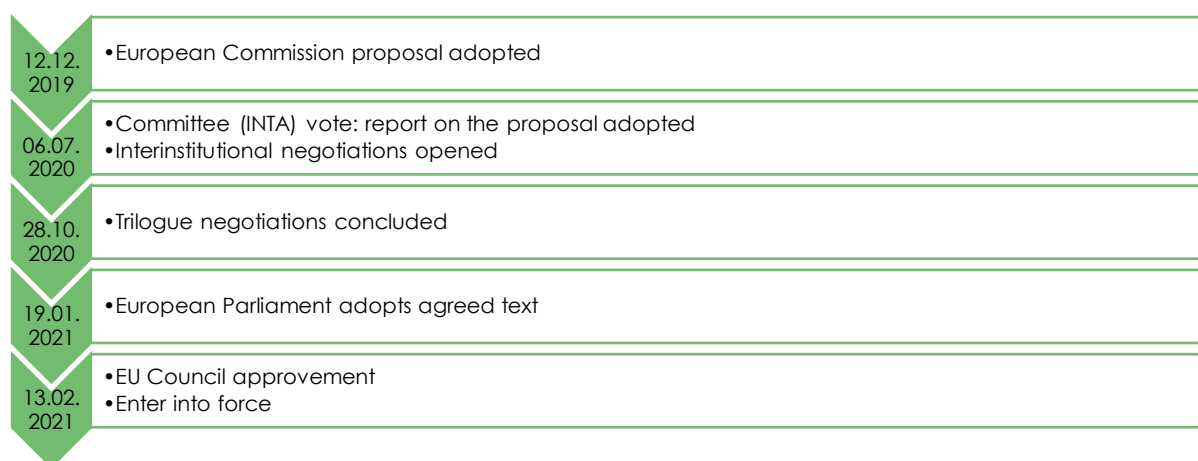 12.12.
2019
•European Commission proposal adopted
06.07.
2020
•Committee (INTA) vote: report on the proposal adopted
•Interinstitutional negotiations opened
28.10.
2020
•Trilogue negotiations concluded
19.01.
2021
•European Parliament adopts agreed text
13.02.
2021
•EU Council approvement
•Enter into force